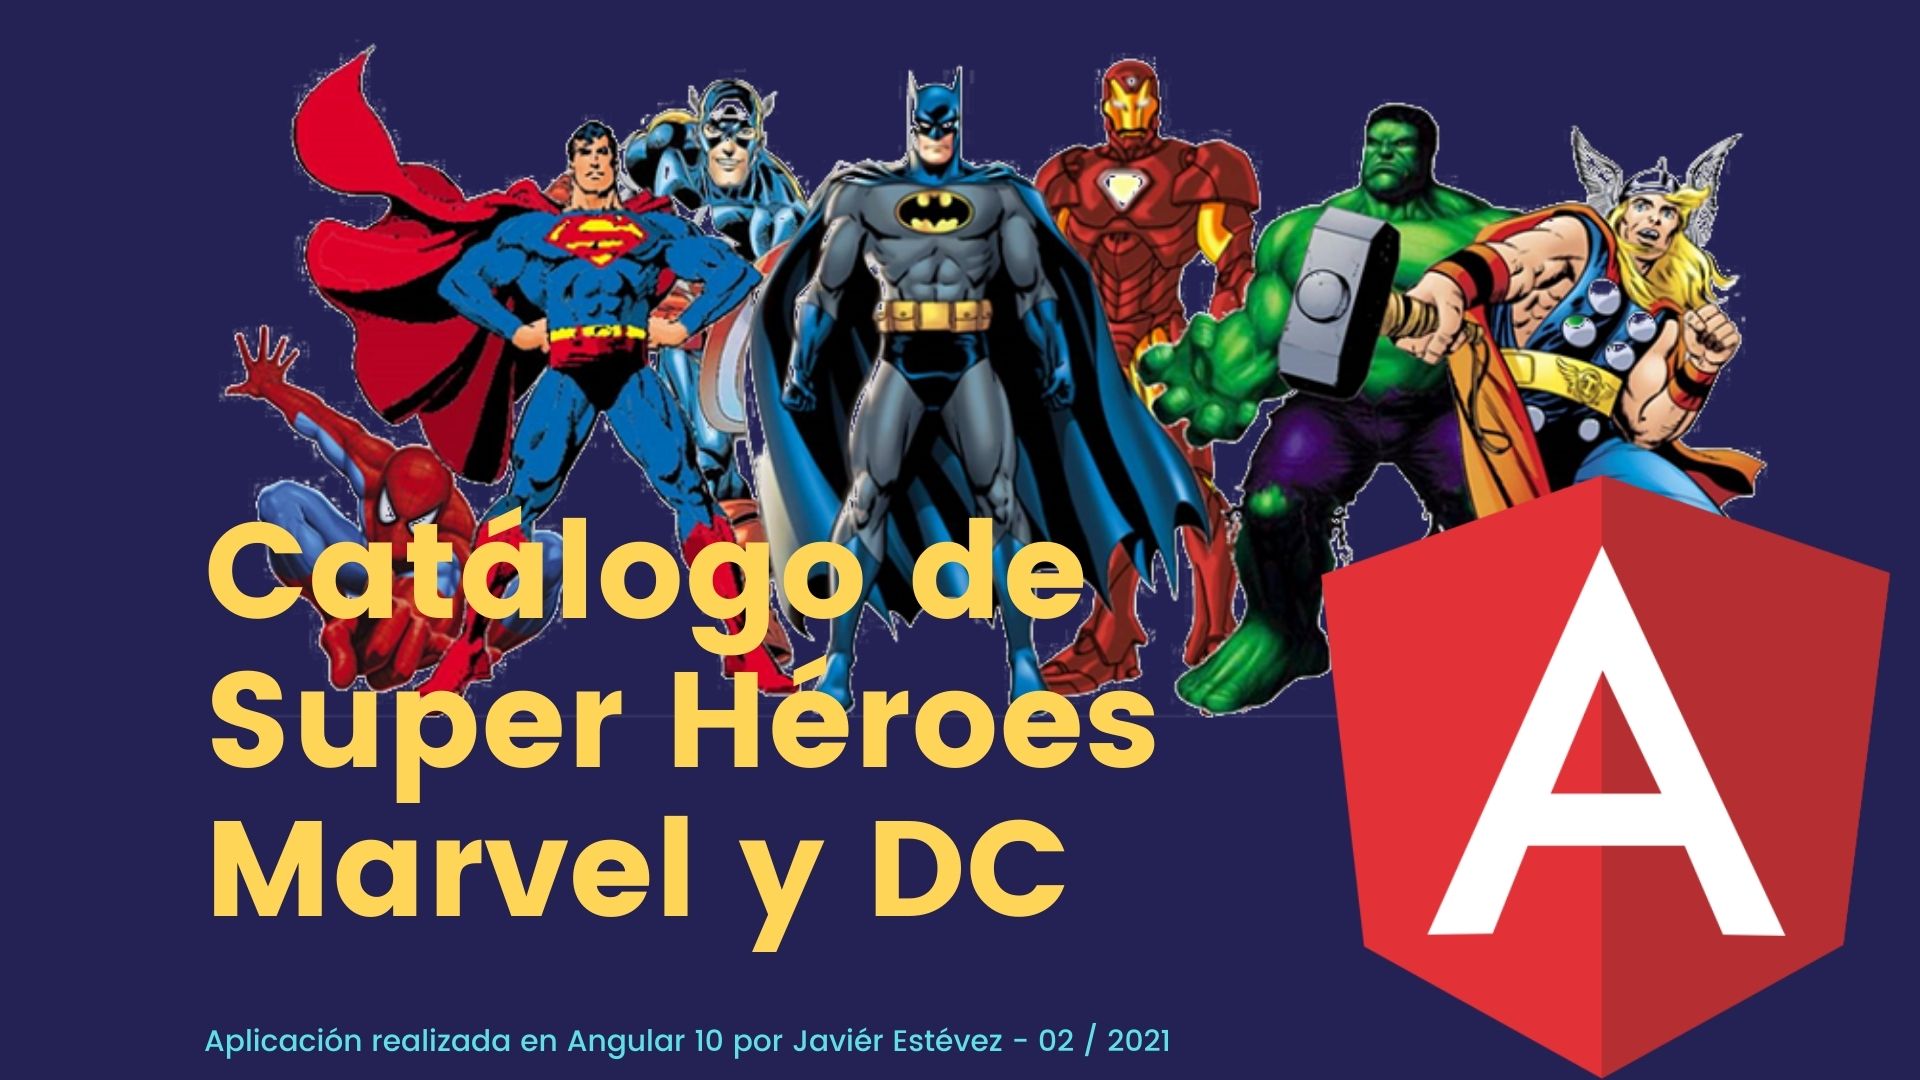 Catálogo de
Super Héroes
Marvel y DC
Aplicación realizada en Angular 10 por Javiér Estévez - 02 / 2021
A